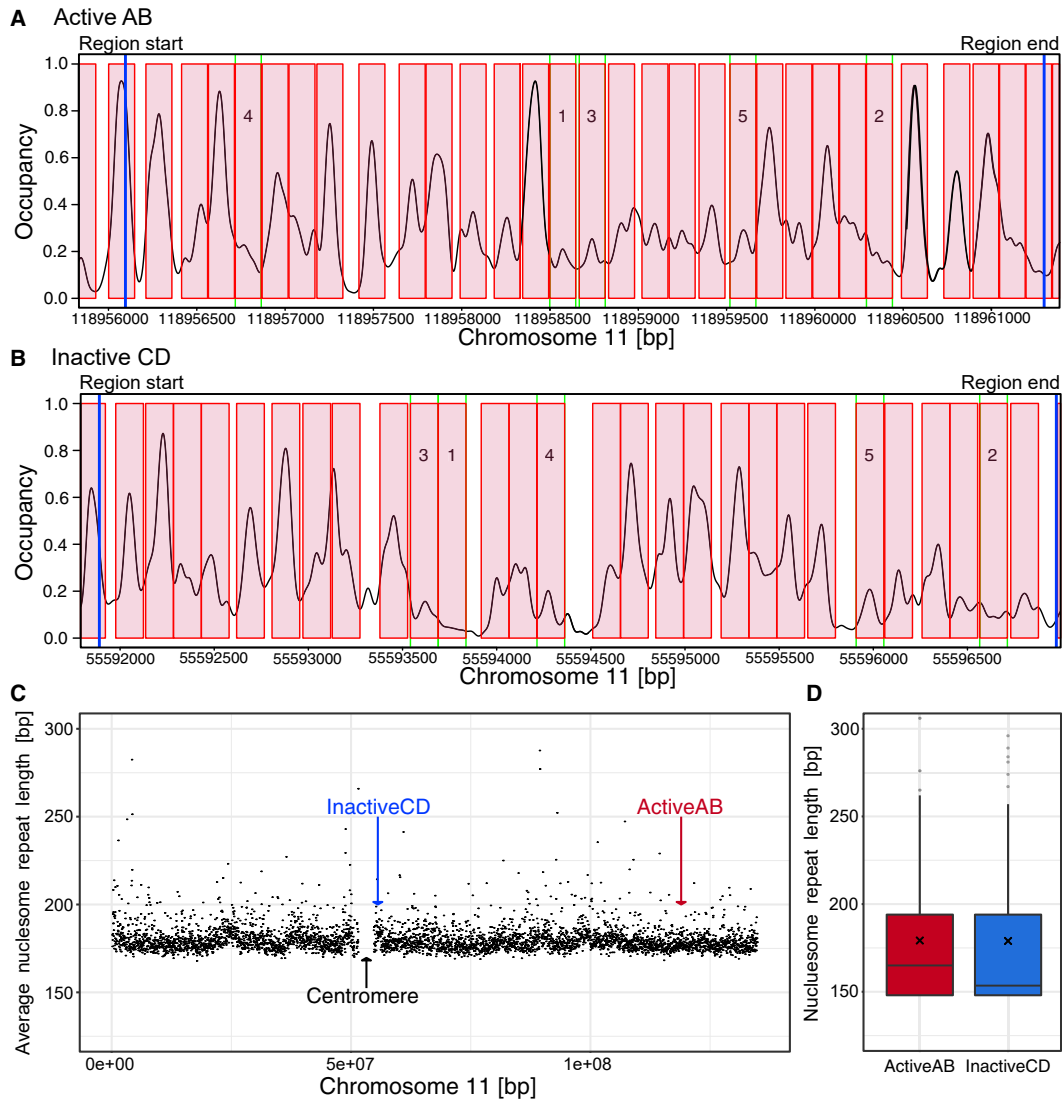 A Active AB
Region start Region end
1.0
0.8
0.6
0.4
0.2
0.0
Occupancy
4 1 3 5 2
118956000 118956500 118957000 118957500 118958000 118958500 118959000 118959500 118960000 118960500 118961000
Chromosome 11 [bp]
B Inactive CD
Region start Region end
1.0
0.8
0.6
0.4
0.2
0.0
Occupancy
3 1 4 5 2
55592000 55592500 55593000 55593500 55594000 55594500 55595000 55595500 55596000 55596500
Chromosome 11 [bp]
C
300
250
200
150
Average nuclesome repeat length [bp]
InactiveCD
ActiveAB
Centromere
0e+00 5e+07 1e+08
Chromosome 11 [bp]
D
300
250
200
150
Nucluesome repeat length [bp]
ActiveAB InactiveCD